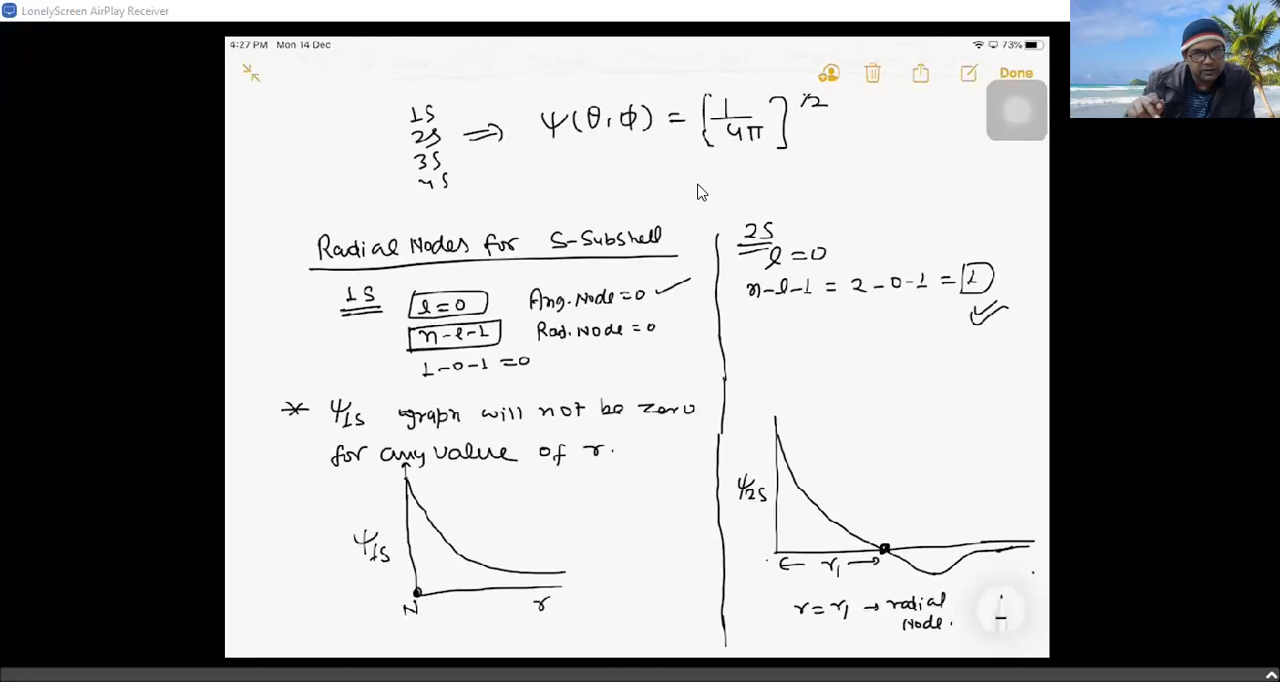 LonelyScreen AirPlay Receiver
4:27 PM Mon 14 Dec
73%
Done
1S
2S
3S
4S
⇒ Ψ(θ, φ) = [1/4π]^1/2
Radial Nodes for S-Subshell
1S
l=0
Ang. Node = 0 ✓
n-l-1
Rad. Node = 0
1-0-1 = 0
* Ψ1S graph will not be zero
for any value of r.
Ψ1S
N
r
2S
l = 0
n-l-1 = 2-0-1 = 1
Ψ2S
← r1 →
r = r1 → radial
Node.